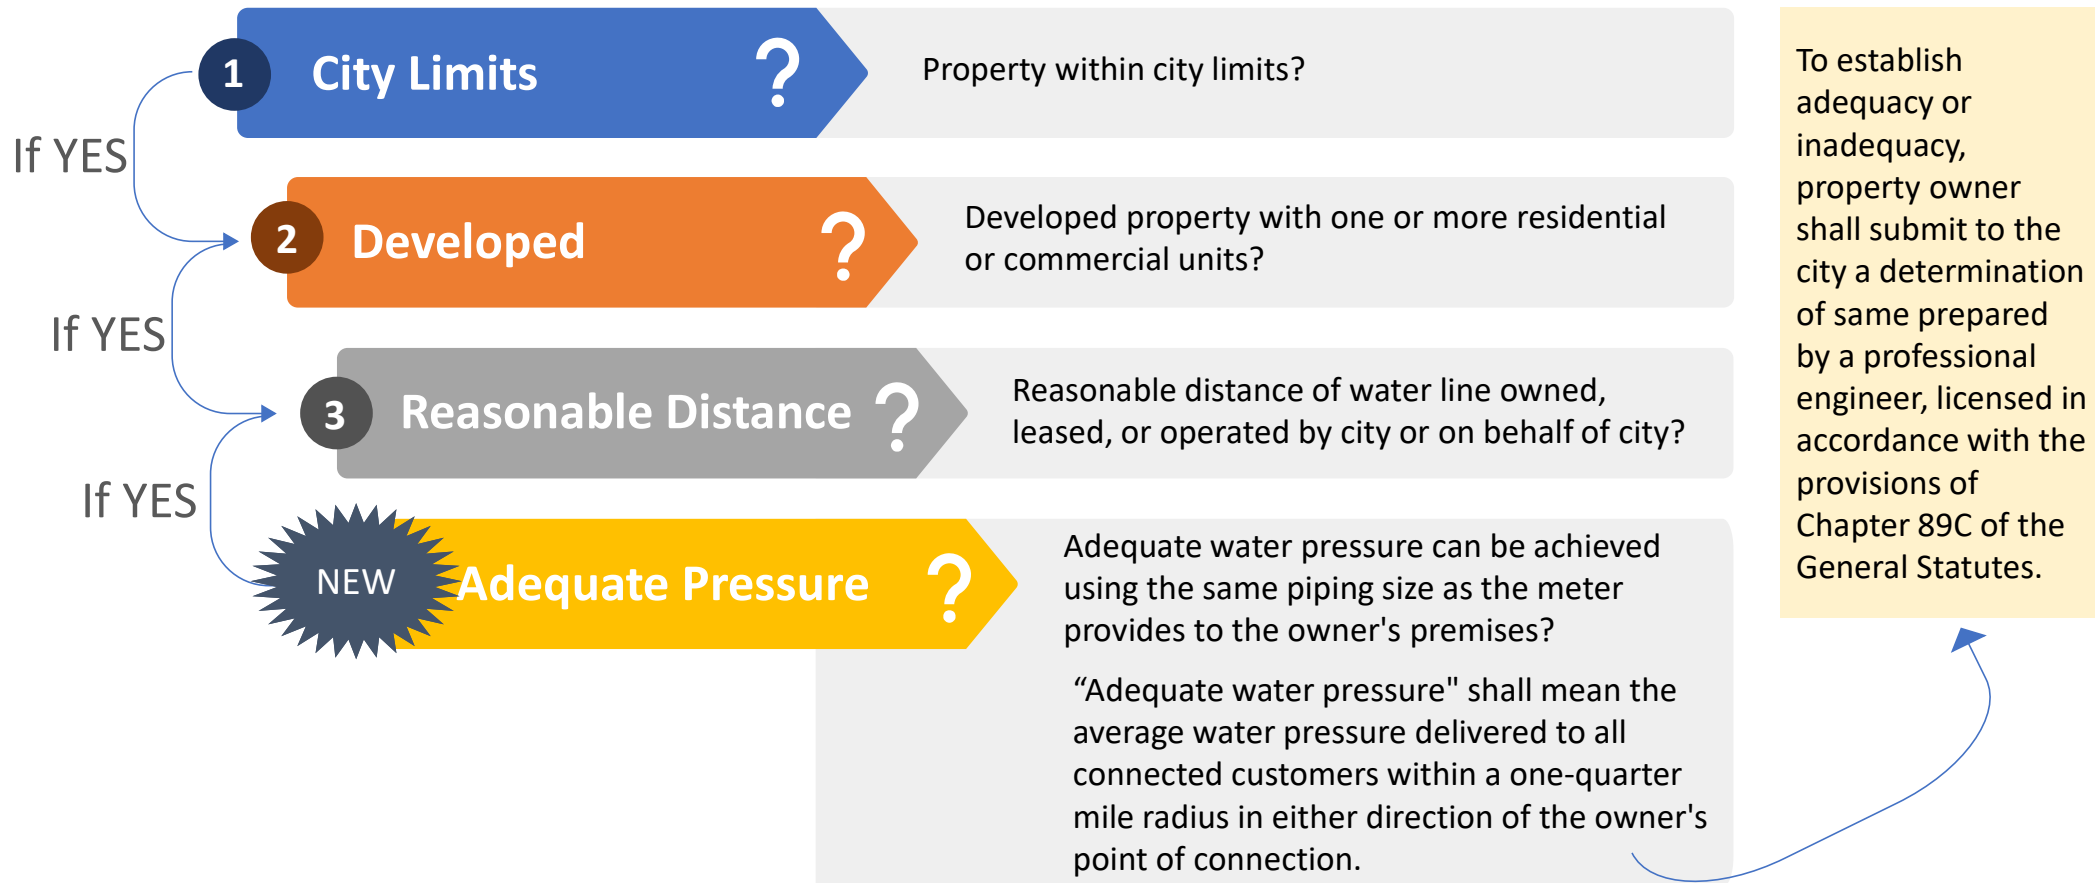 1
City Limits
?
Property within city limits?
If YES
2
Developed
?
Developed property with one or more residential
or commercial units?
If YES
3
Reasonable Distance
?
Reasonable distance of water line owned,
leased, or operated by city or on behalf of city?
If YES
NEW
Adequate Pressure
?
Adequate water pressure can be achieved
using the same piping size as the meter
provides to the owner's premises?
“Adequate water pressure" shall mean the
average water pressure delivered to all
connected customers within a one-quarter
mile radius in either direction of the owner's
point of connection.
To establish
adequacy or
inadequacy,
property owner
shall submit to the
city a determination
of same prepared
by a professional
engineer, licensed in
accordance with the
provisions of
Chapter 89C of the
General Statutes.